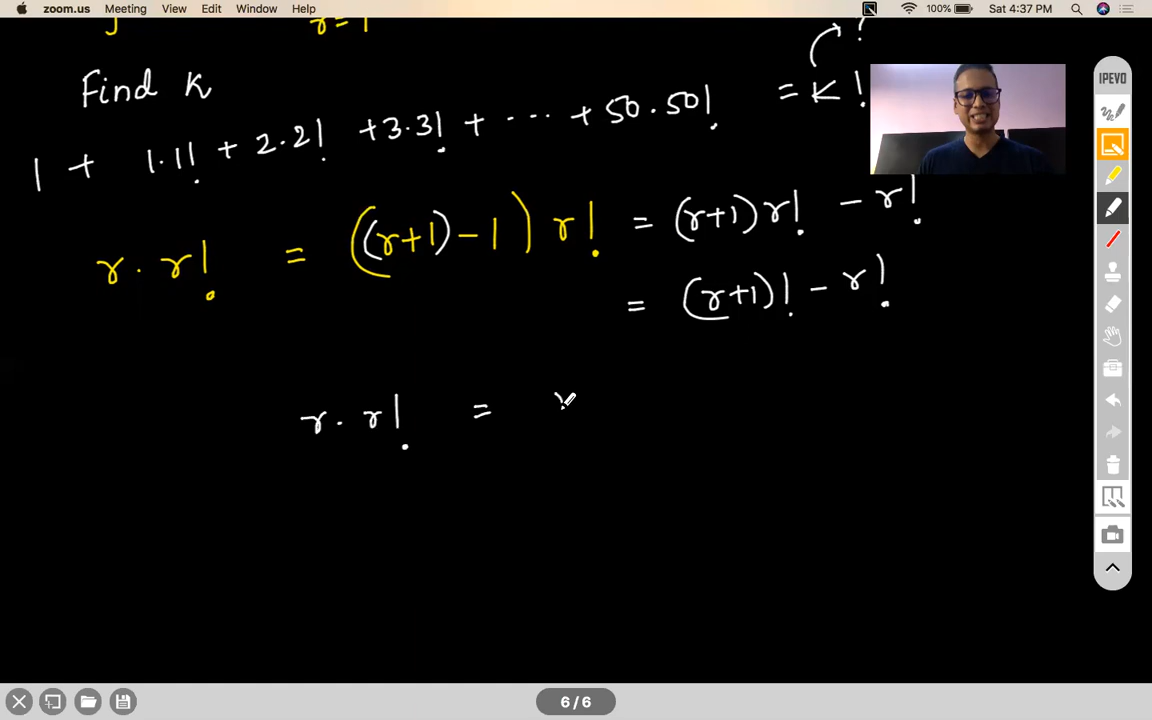 zoom.us Meeting View Edit Window Help 100% Sat 4:37 PM
r=1
Find K
1 + 1·1! + 2·2! + 3·3! + ··· + 50·50! = K! ?
IPEVO
r·r! = ((r+1)-1) r! = (r+1)r! - r!
= (r+1)! - r!
r·r! =
6/6